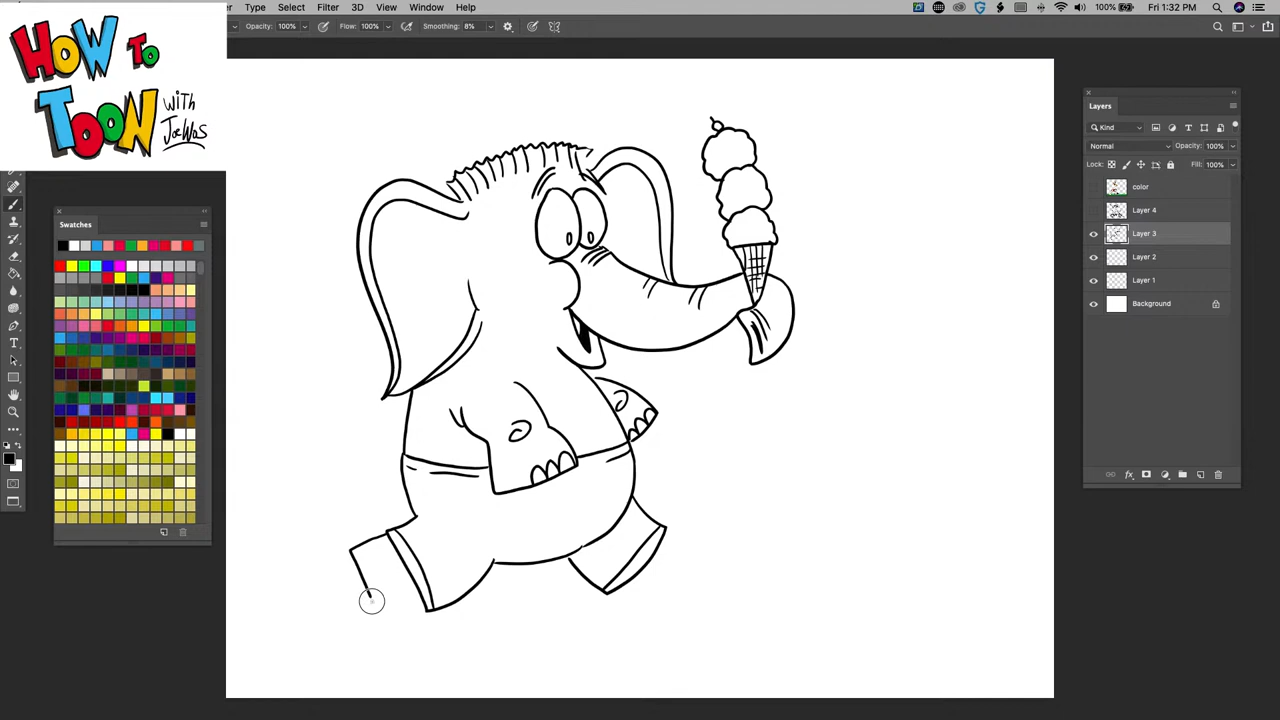 Type Select Filter 3D View Window Help
100% Fri 1:32 PM
Opacity: 100% Flow: 100% Smoothing: 8%
HOW TO
TOON
WITH
JOE WOS
Swatches
Layers
Kind
Normal Opacity: 100%
Lock: Fill: 100%
color
Layer 4
Layer 3
Layer 2
Layer 1
Background